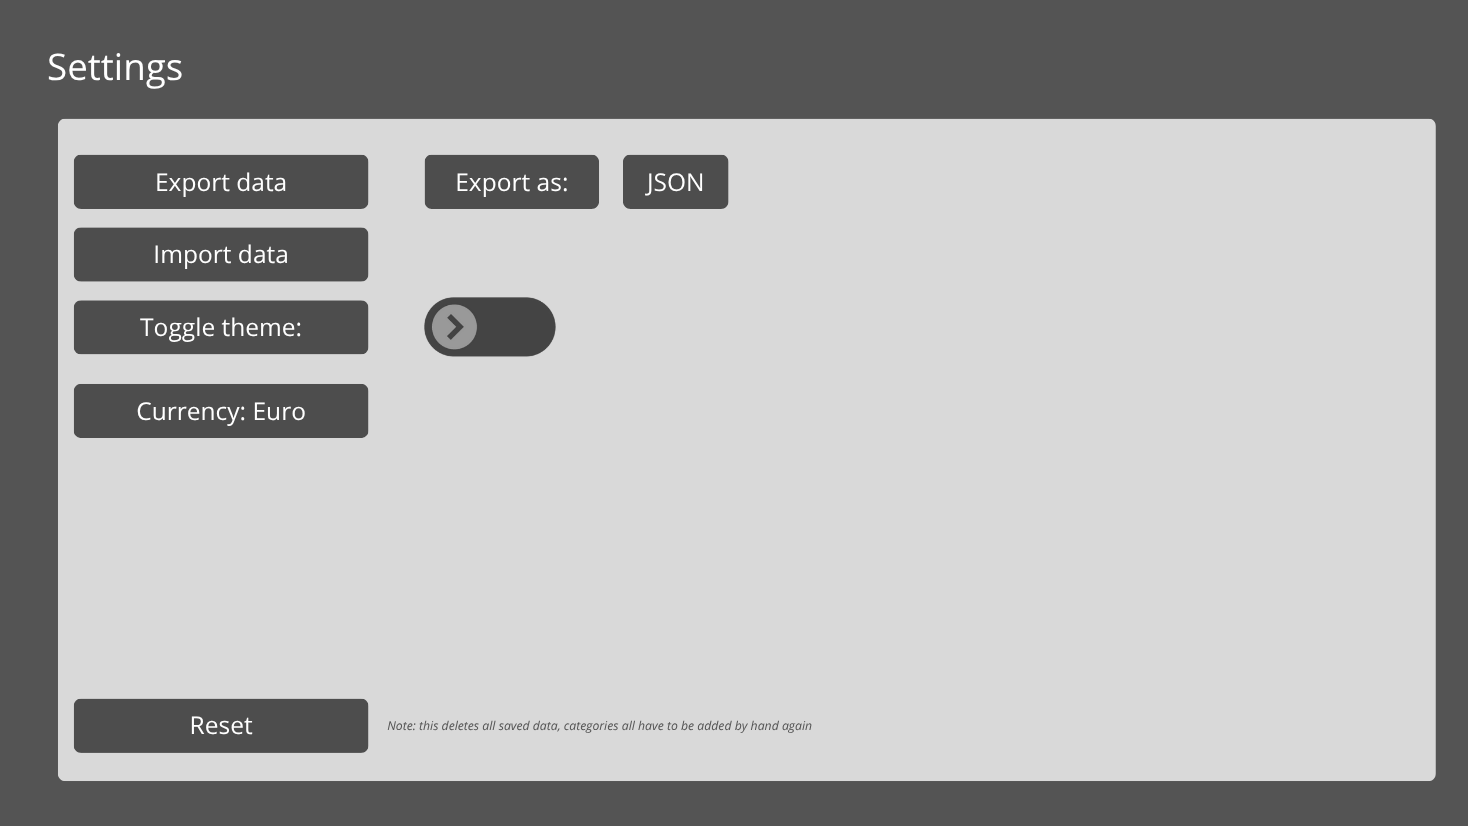 Settings
Export data
Export as:
JSON
Import data
Toggle theme:
Currency: Euro
Reset
Note: this deletes all saved data, categories all have to be added by hand again